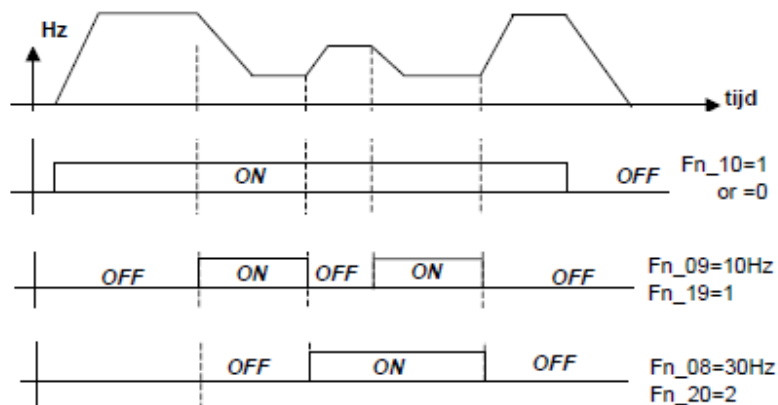 Hz
tijd
ON
OFF
Fn_10=1
or =0
OFF
ON
OFF
ON
OFF
Fn_09=10Hz
Fn_19=1
OFF
ON
OFF
Fn_08=30Hz
Fn_20=2